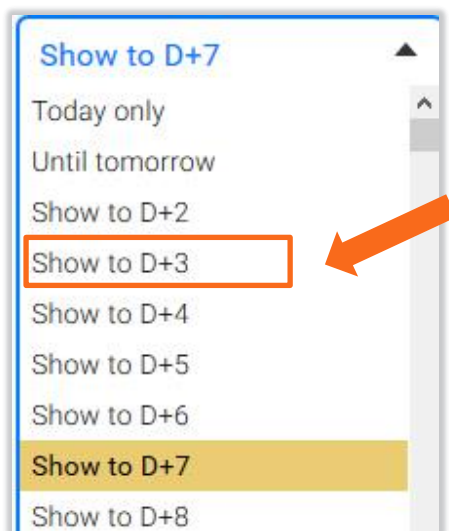 Show to D+7
Today only
Until tomorrow
Show to D+2
Show to D+3
Show to D+4
Show to D+5
Show to D+6
Show to D+7
Show to D+8